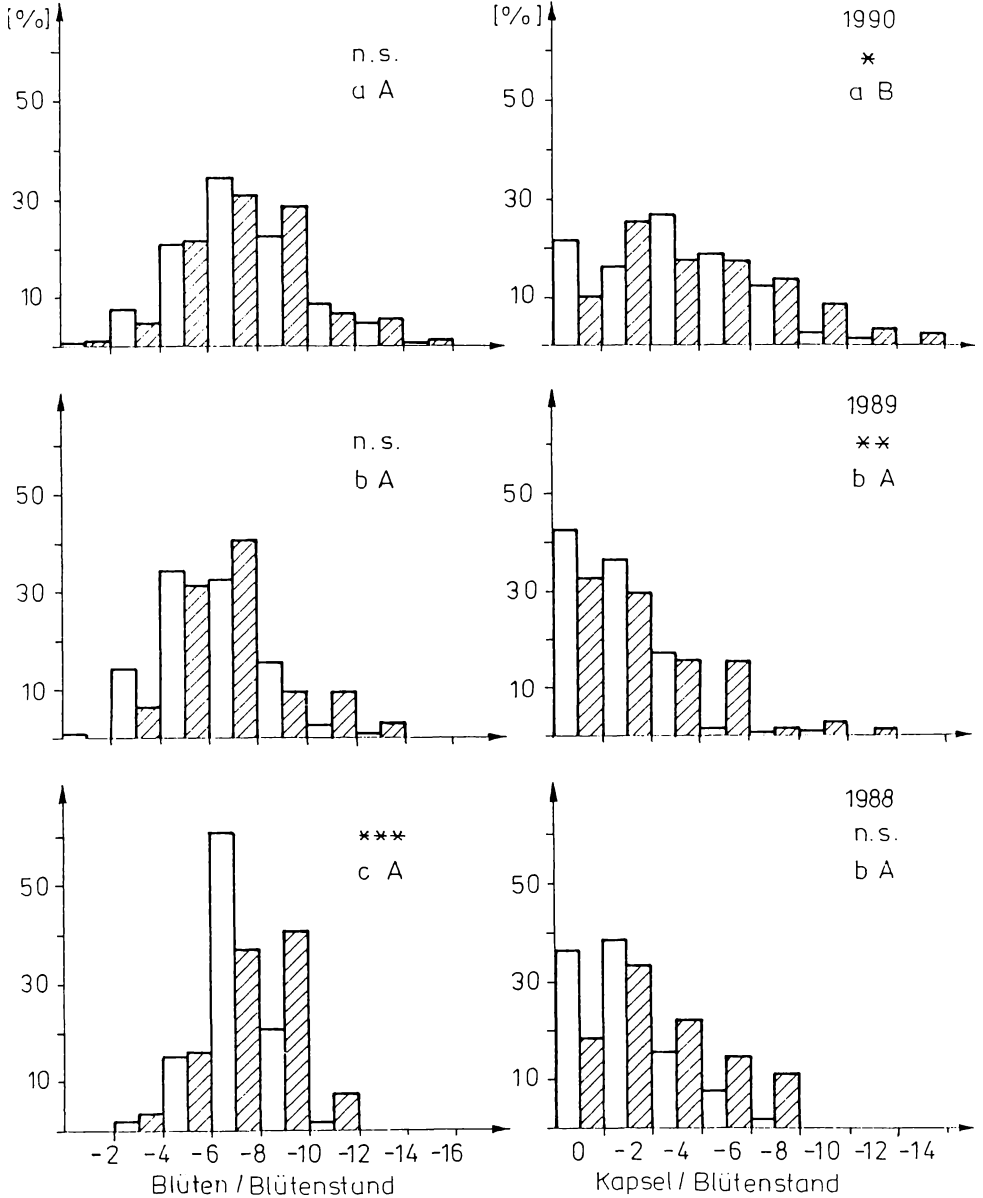 [%]
n.s.
a A
50
30
10
[%]
1990
*
a B
50
30
10
n.s.
b A
50
30
10
1989
**
b A
50
30
10
***
c A
50
30
10
-2 -4 -6 -8 -10 -12 -14 -16
Blüten / Blütenstand
1988
n.s.
b A
50
30
10
0 -2 -4 -6 -8 -10 -12 -14
Kapsel / Blütenstand